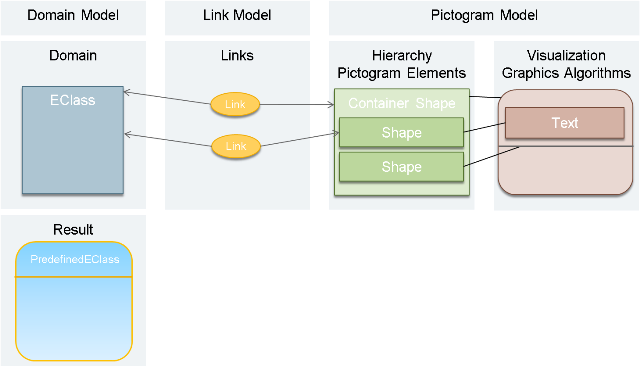 Domain Model
Link Model
Pictogram Model
Domain
Links
Hierarchy
Pictogram Elements
Visualization
Graphics Algorithms
EClass
Link
Container Shape
Shape
Text
Link
Shape
Result
PredefinedEClass